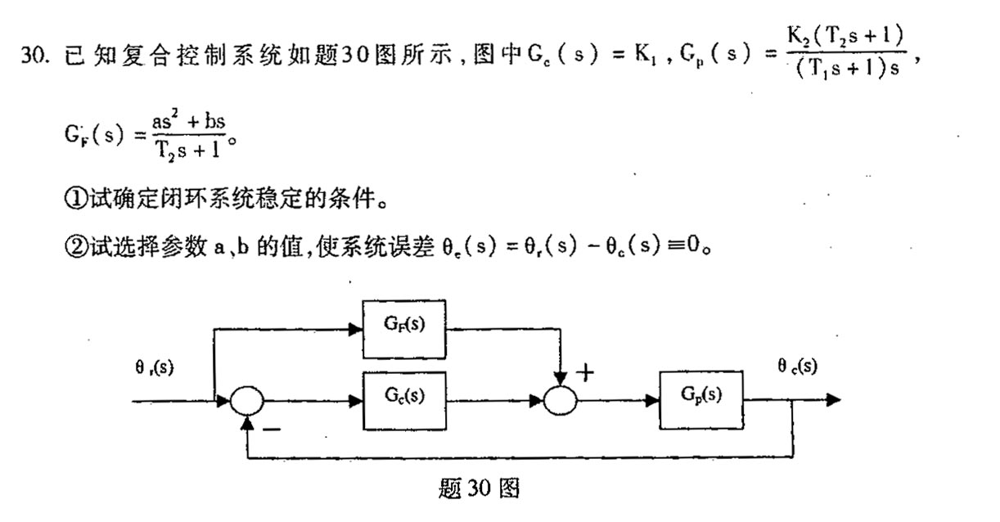 30. 已知复合控制系统如题30图所示,图中G_c(s) = K_1,G_p(s) = K_2(T_2s+1)/(T_1s+1)s,
G_F(s) = as² + bs/T_2s + 1。
①试确定闭环系统稳定的条件。
②试选择参数a、b的值,使系统误差θ_e(s) = θ_r(s) - θ_c(s) ≡0。
G_F(s)
θ_r(s)
+
θ_c(s)
G_c(s)
G_p(s)
−
题30图